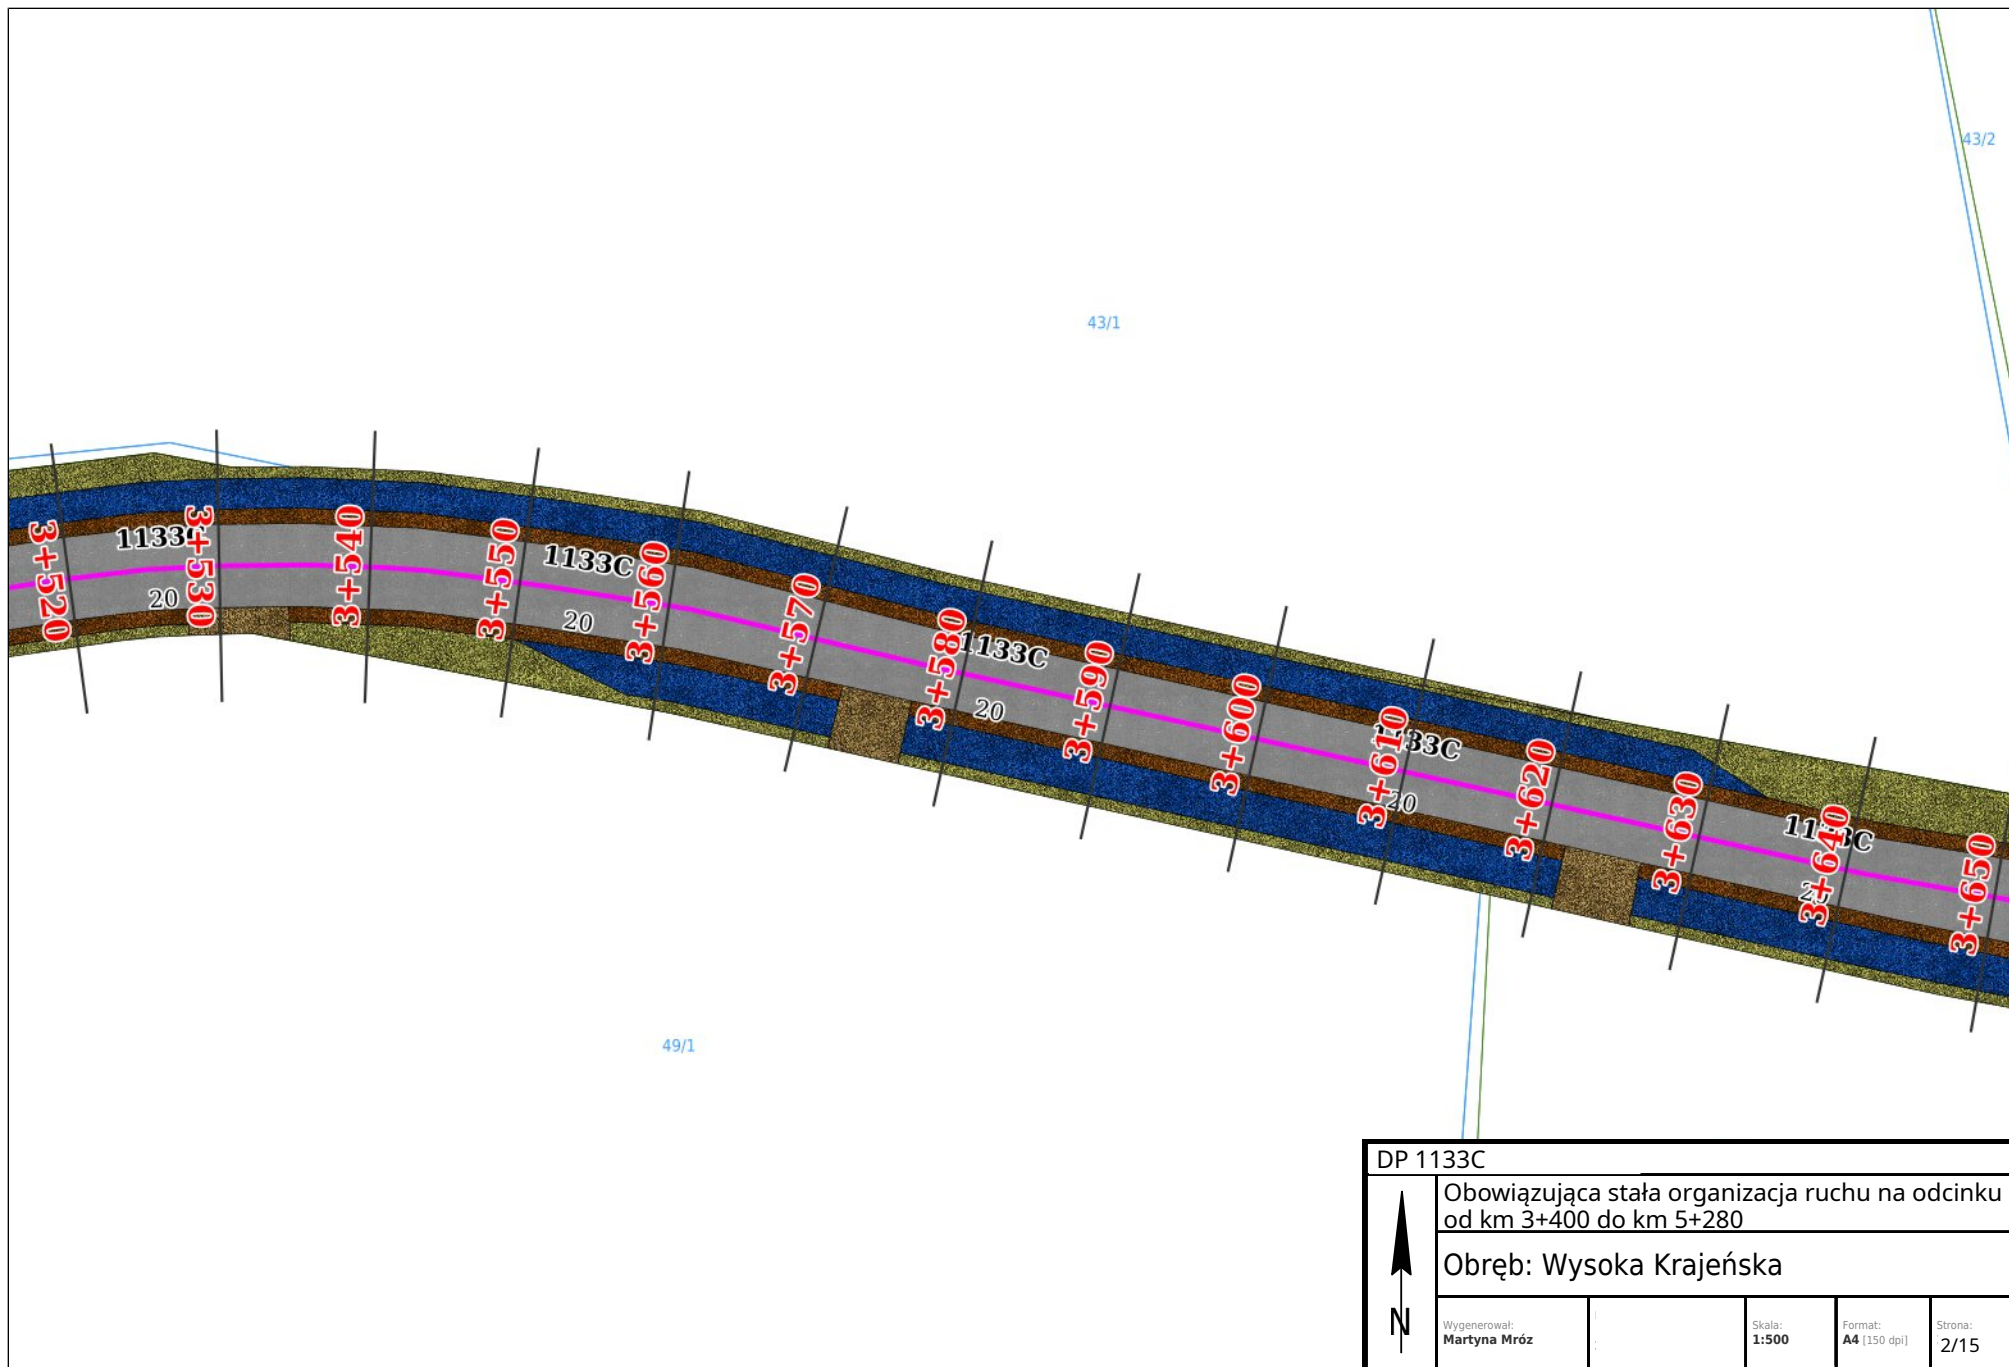 43/2
43/1
3+520
1133C
20
3+530
3+540
3+550
1133C
20
3+560
3+570
3+580
1133C
20
3+590
3+600
3+610
20
3+620
3+630
3+640
3+650
49/1
DP 1133C
Obowiązująca stała organizacja ruchu na odcinku
od km 3+400 do km 5+280
Obręb: Wysoka Krajeńska
N
Wygenerował:
Martyna Mróz
Skala:
1:500
Format:
A4 [150 dpi]
Strona:
2/15